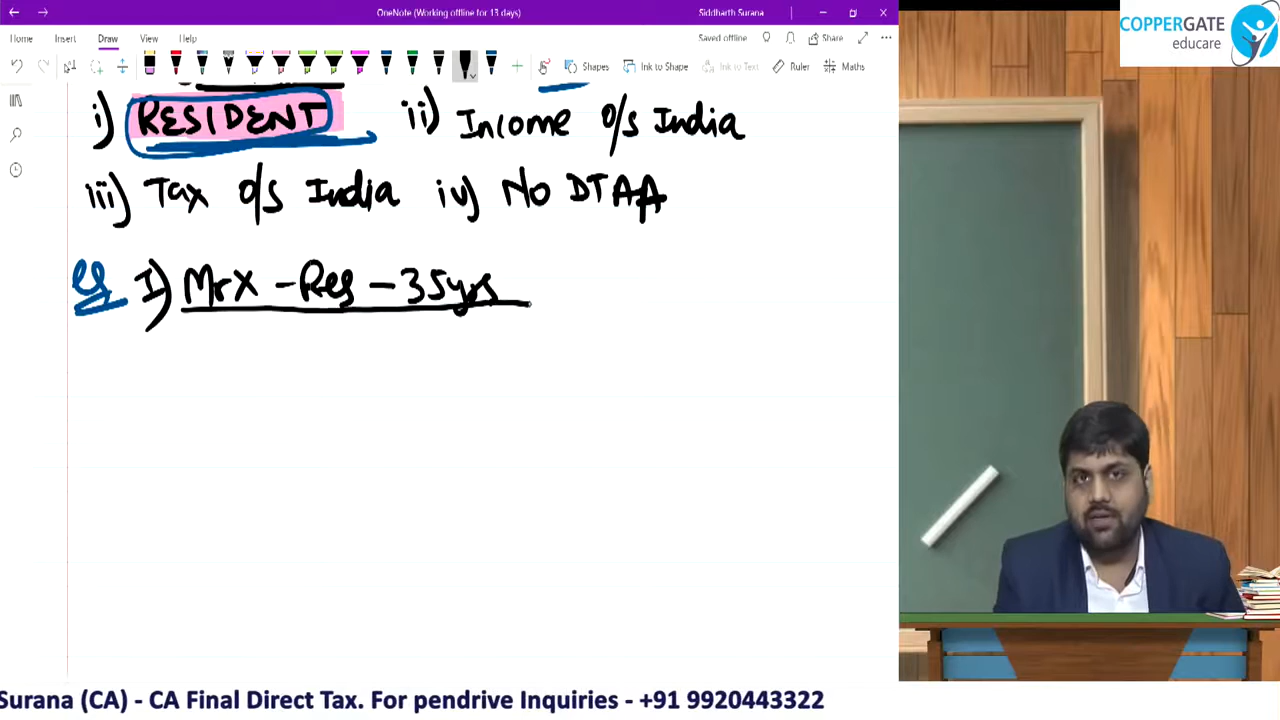 OneNote (Working offline for 13 days)
Siddharth Surana
COPPERGATE
educare
Home Insert Draw View Help
Saved offline
Share
Shapes
Ink to Shape
Ink to Text
Ruler
Maths
i) RESIDENT ii) Income o/s India
iii) Tax o/s India iv) No DTAA
eg I) Mr X - Res - 35yrs
Surana (CA) - CA Final Direct Tax. For pendrive Inquiries - +91 9920443322